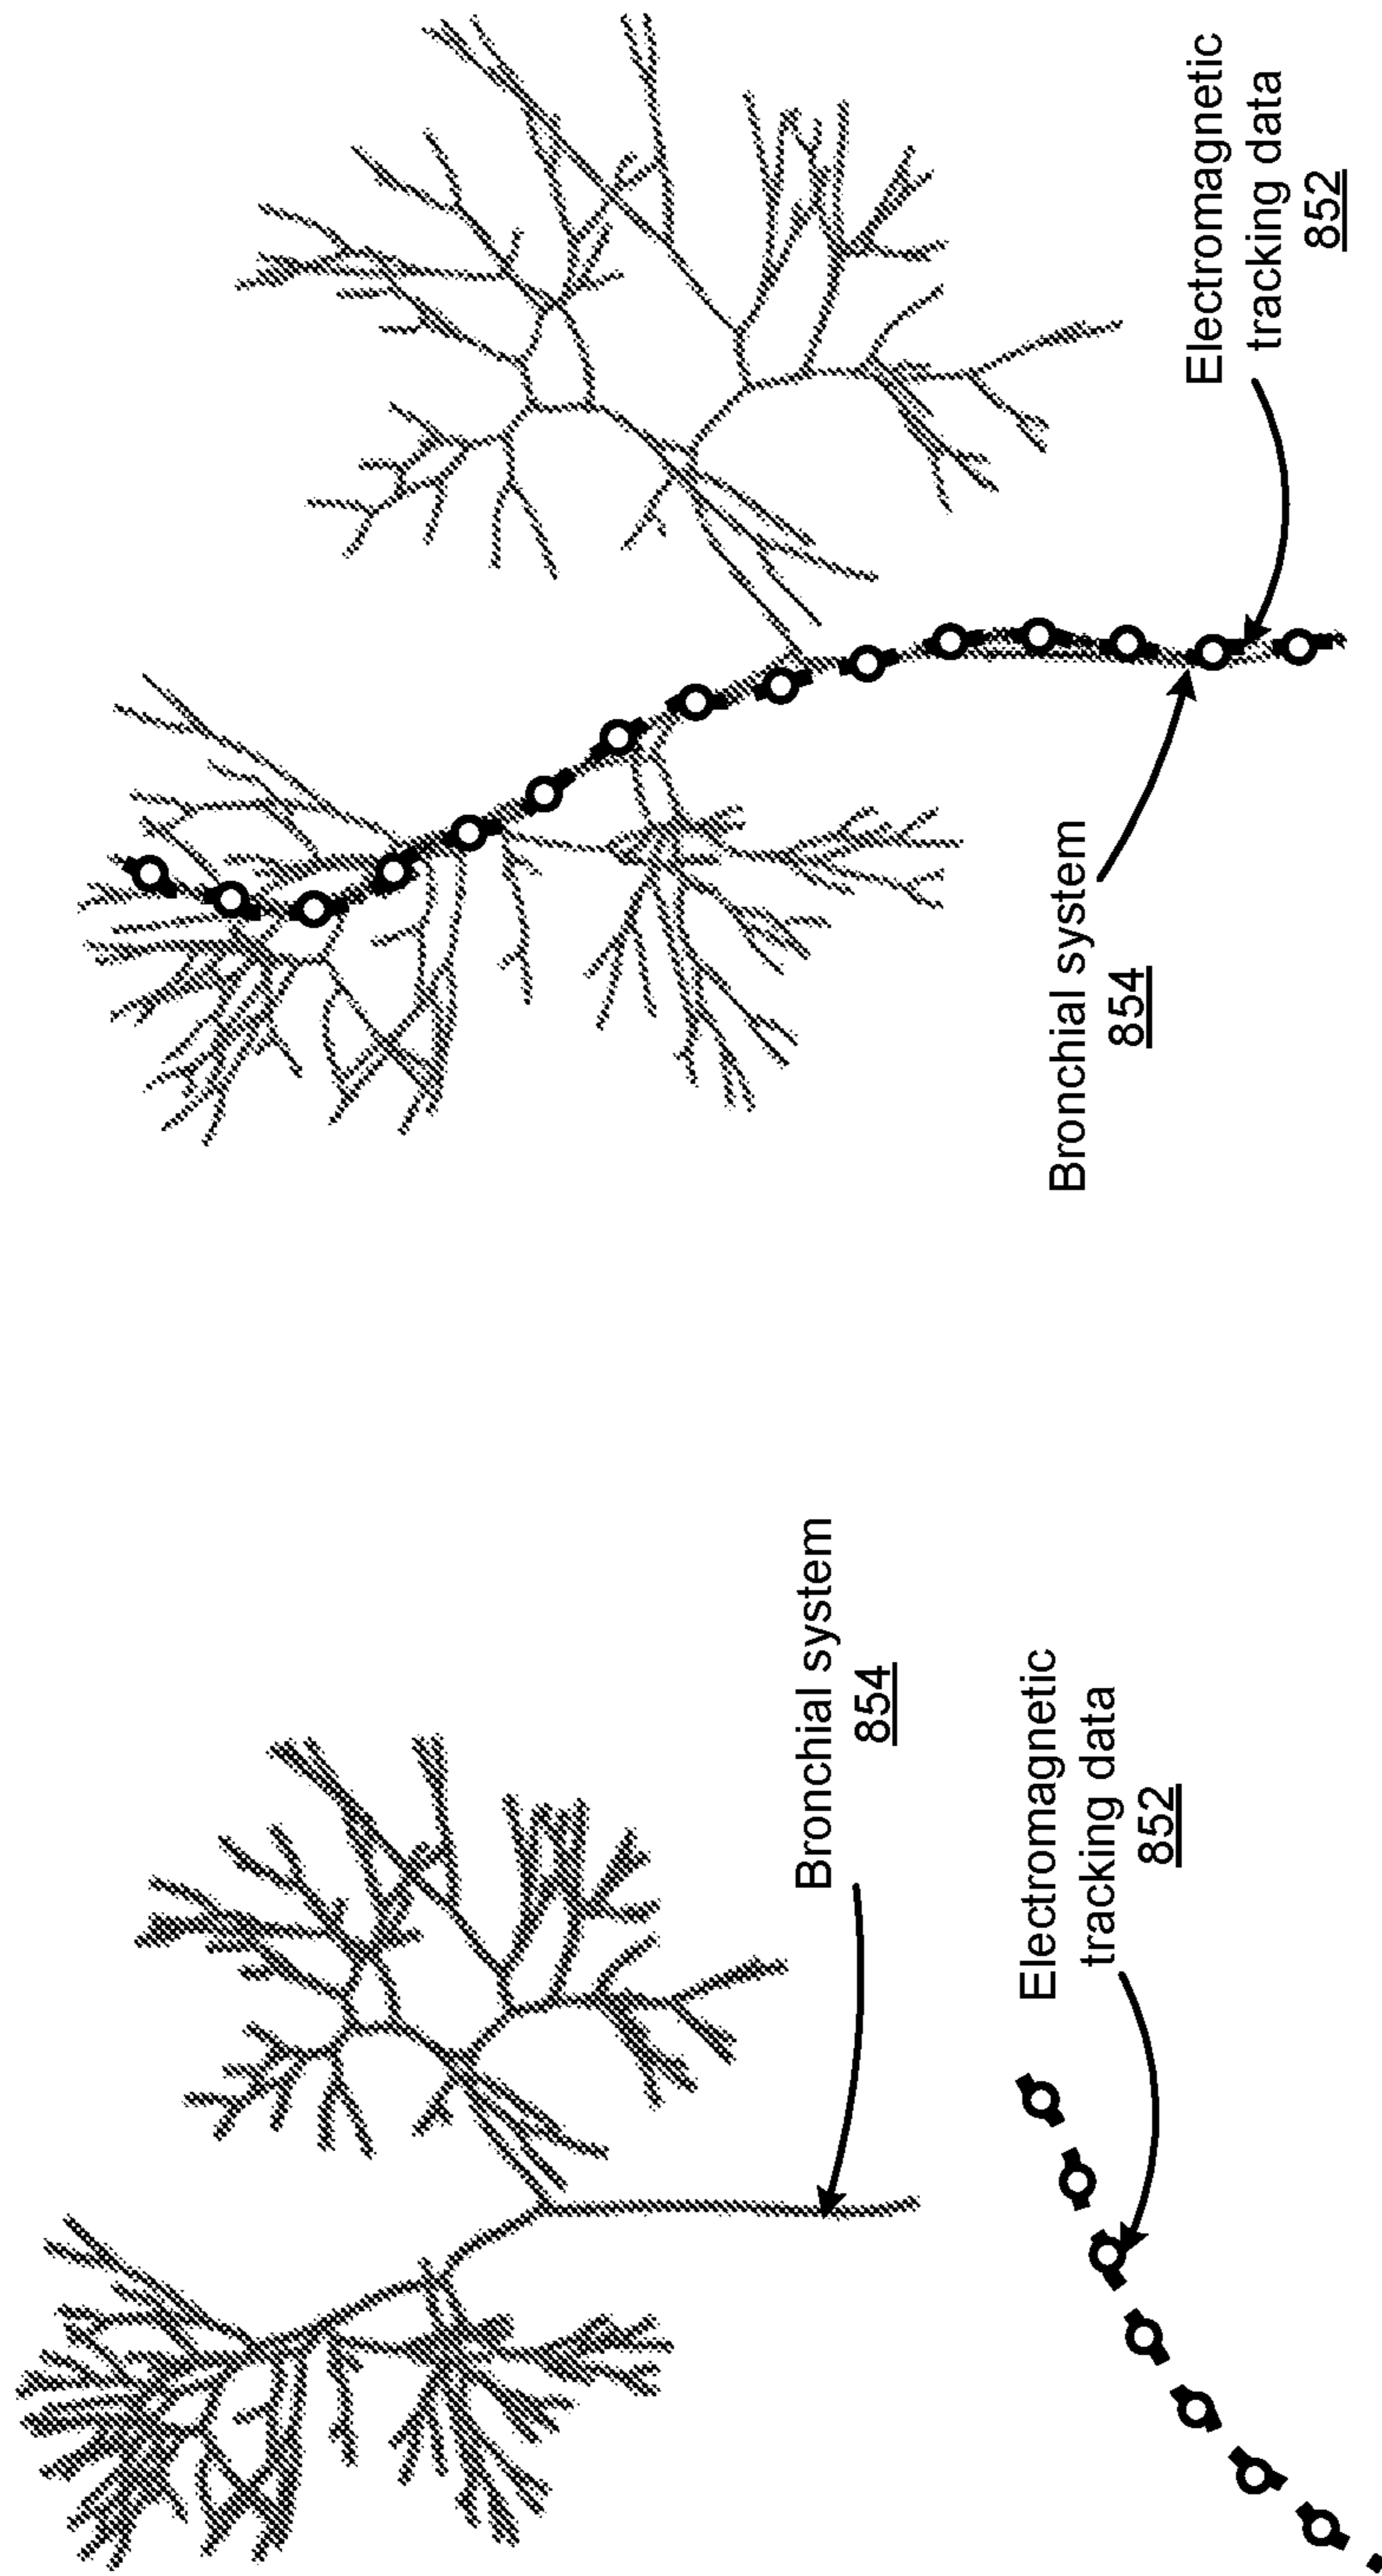 Bronchial system
854
Electromagnetic
tracking data
852
Bronchial system
854
Electromagnetic
tracking data
852